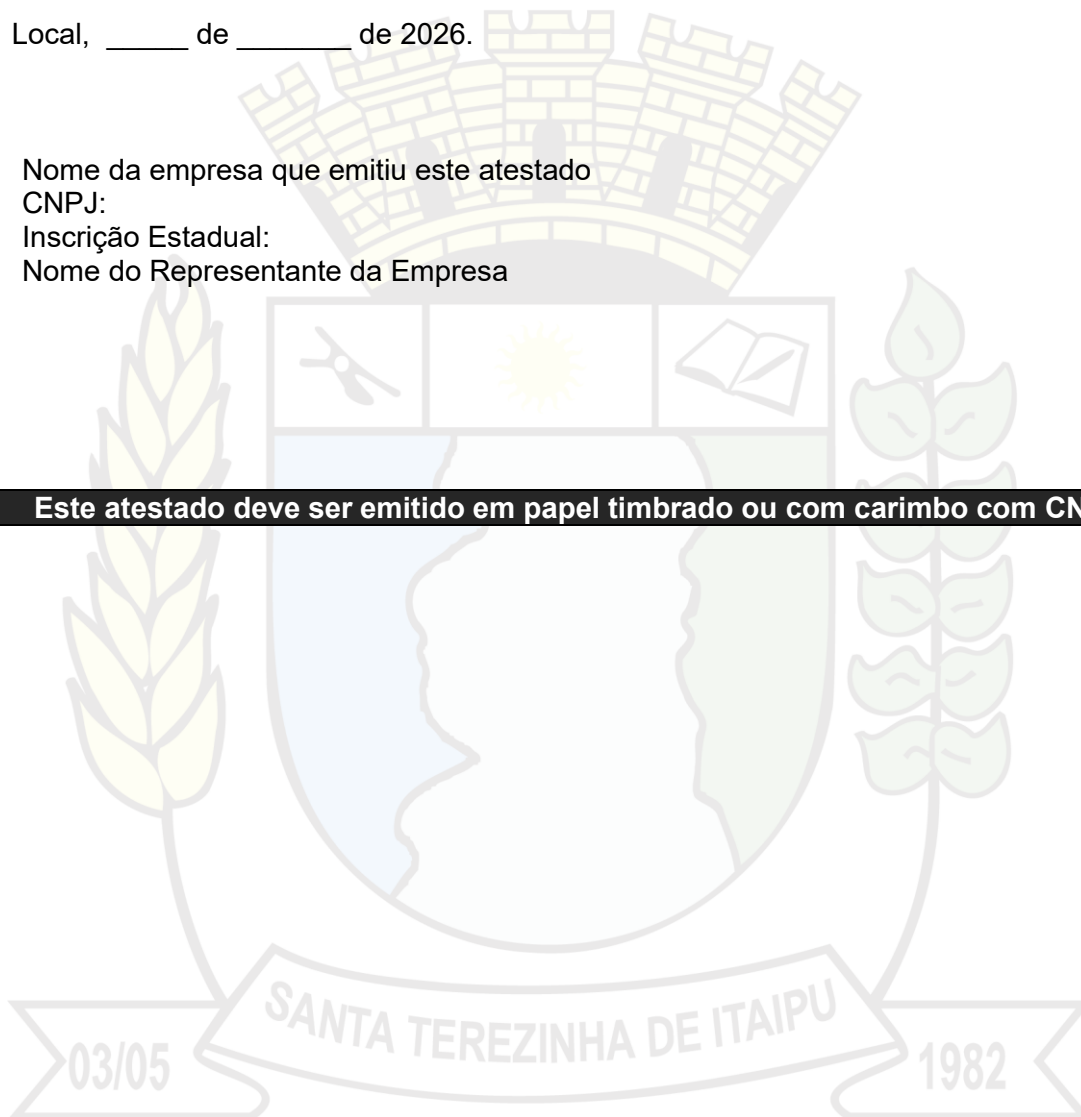 Local, _____ de _______ de 2026.
Nome da empresa que emitiu este atestado
CNPJ:
Inscrição Estadual:
Nome do Representante da Empresa
Este atestado deve ser emitido em papel timbrado ou com carimbo com CN
SANTA TEREZINHA DE ITAIPU
03/05
1982